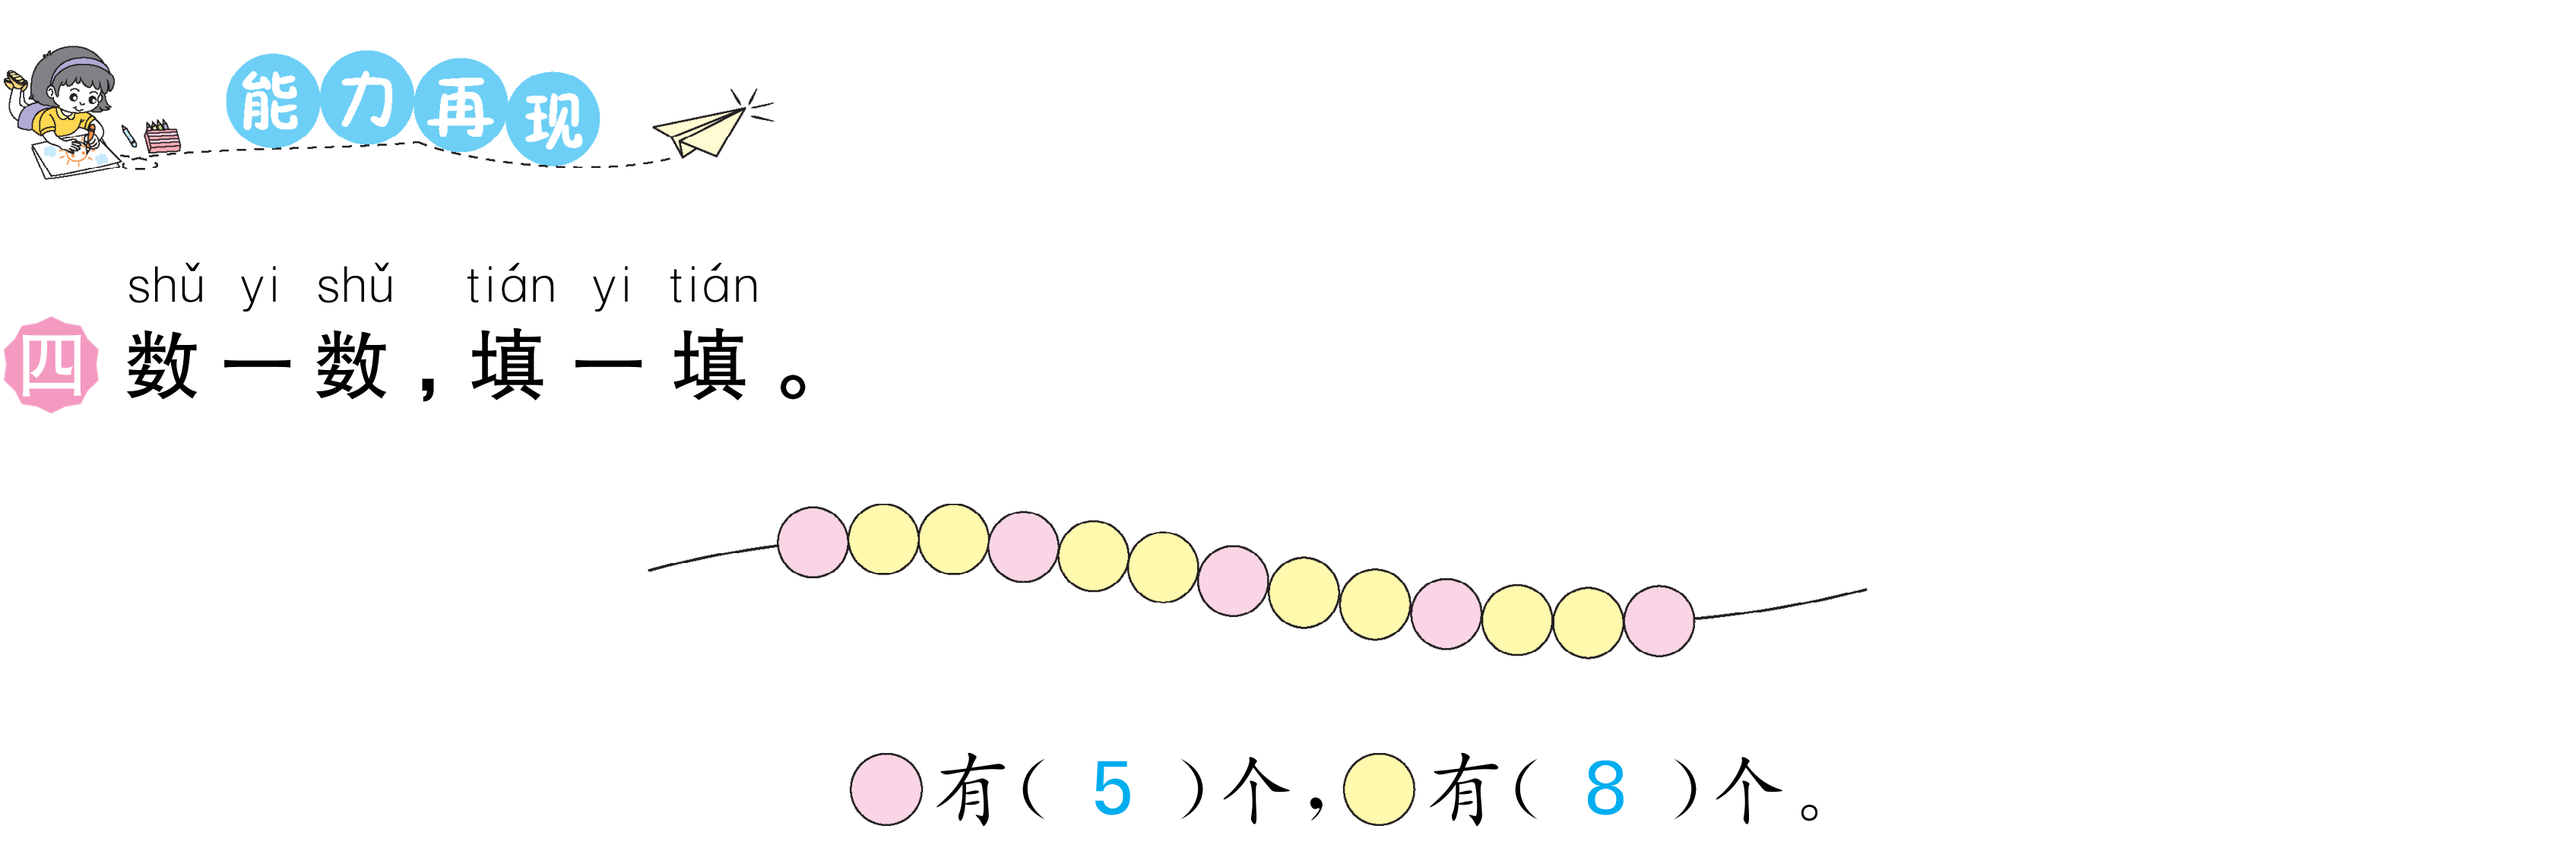 能力再现
shǔ yi shǔ tián yi tián
四 数一数,填一填。
有( 5 )个,有( 8 )个。